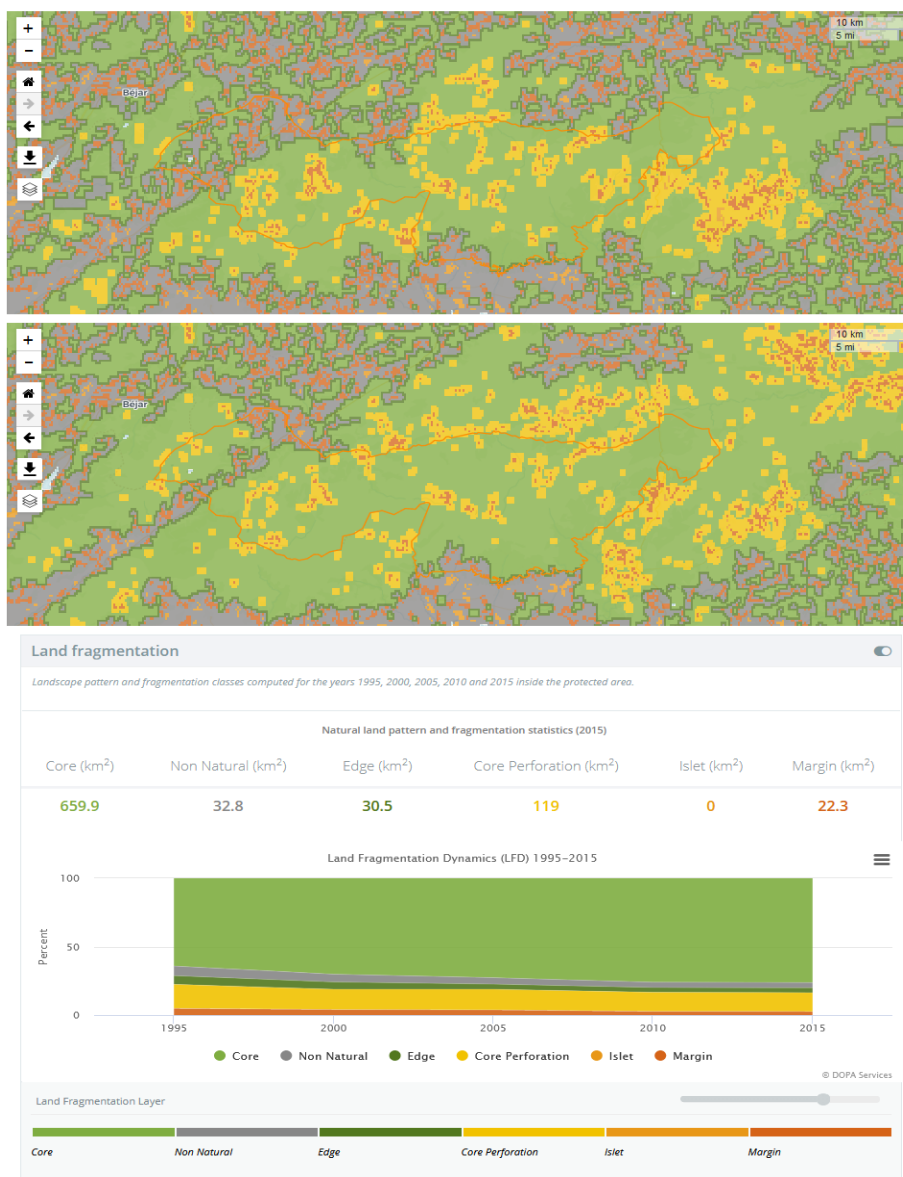 +
10 km
5 mi
−
Bejar
+
10 km
5 mi
−
Bejar
Land fragmentation
Landscape pattern and fragmentation classes computed for the years 1995, 2000, 2005, 2010 and 2015 inside the protected area.
Natural land pattern and fragmentation statistics (2015)
Core (km²) Non Natural (km²) Edge (km²) Core Perforation (km²) Islet (km²) Margin (km²)
659.9 32.8 30.5 119 0 22.3
Land Fragmentation Dynamics (LFD) 1995–2015
100
50
0
Percent
1995 2000 2005 2010 2015
Core Non Natural Edge Core Perforation Islet Margin
© DOPA Services
Land Fragmentation Layer
Core Non Natural Edge Core Perforation Islet Margin